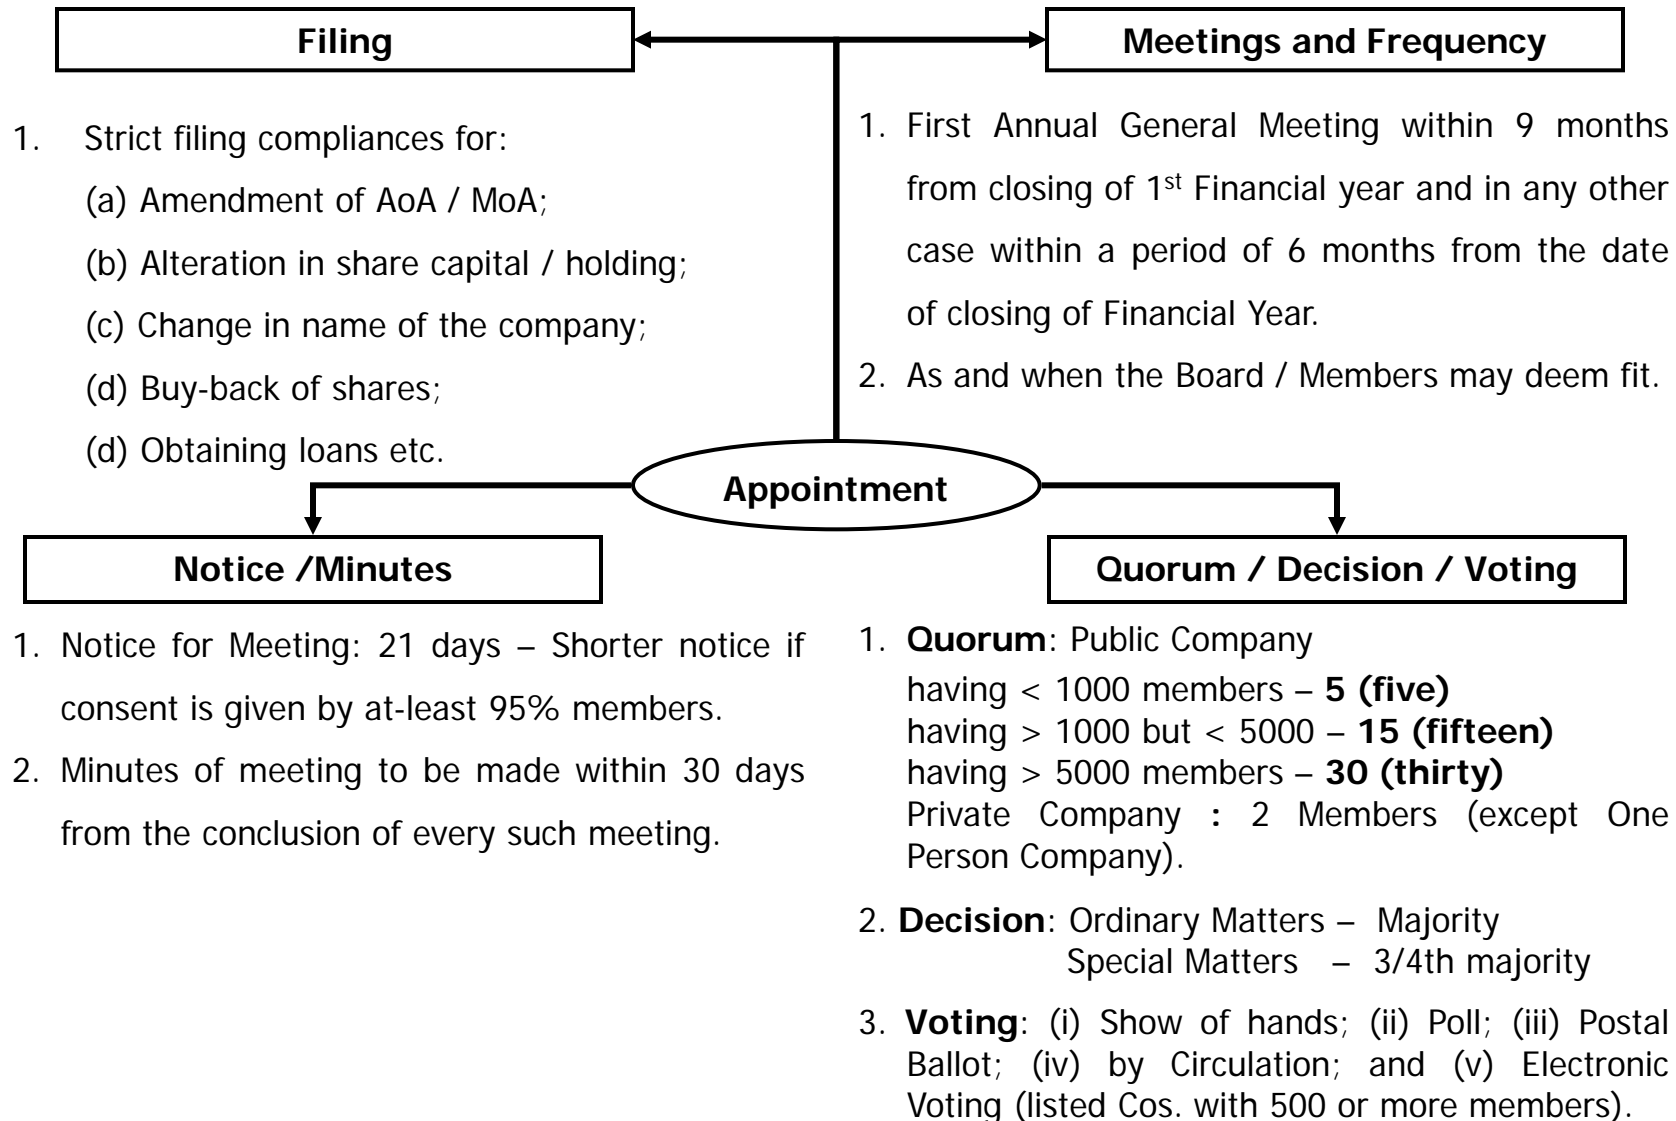 Filing
1. Strict filing compliances for:
(a) Amendment of AoA / MoA;
(b) Alteration in share capital / holding;
(c) Change in name of the company;
(d) Buy-back of shares;
(d) Obtaining loans etc.
Meetings and Frequency
1. First Annual General Meeting within 9 months
from closing of 1st Financial year and in any other
case within a period of 6 months from the date
of closing of Financial Year.
2. As and when the Board / Members may deem fit.
Appointment
Notice /Minutes
1. Notice for Meeting: 21 days – Shorter notice if
consent is given by at-least 95% members.
2. Minutes of meeting to be made within 30 days
from the conclusion of every such meeting.
Quorum / Decision / Voting
1. Quorum: Public Company
having < 1000 members – 5 (five)
having > 1000 but < 5000 – 15 (fifteen)
having > 5000 members – 30 (thirty)
Private Company : 2 Members (except One
Person Company).
2. Decision: Ordinary Matters – Majority
Special Matters – 3/4th majority
3. Voting: (i) Show of hands; (ii) Poll; (iii) Postal
Ballot; (iv) by Circulation; and (v) Electronic
Voting (listed Cos. with 500 or more members).